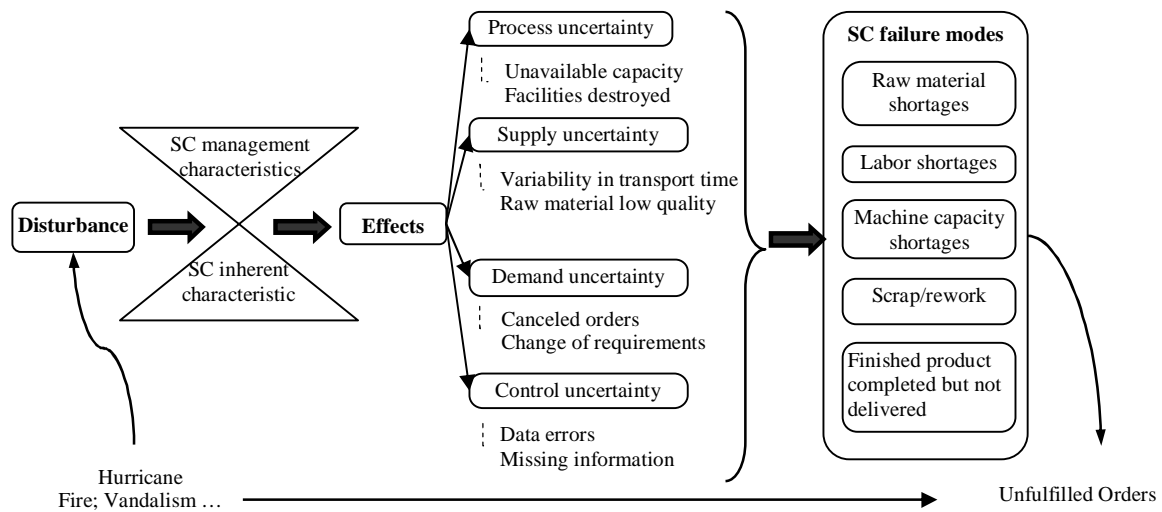 Disturbance
Hurricane
Fire; Vandalism …
SC management
characteristics
SC inherent
characteristic
Effects
Process uncertainty
Unavailable capacity
Facilities destroyed
Supply uncertainty
Variability in transport time
Raw material low quality
Demand uncertainty
Canceled orders
Change of requirements
Control uncertainty
Data errors
Missing information
SC failure modes
Raw material
shortages
Labor shortages
Machine capacity
shortages
Scrap/rework
Finished product
completed but not
delivered
Unfulfilled Orders